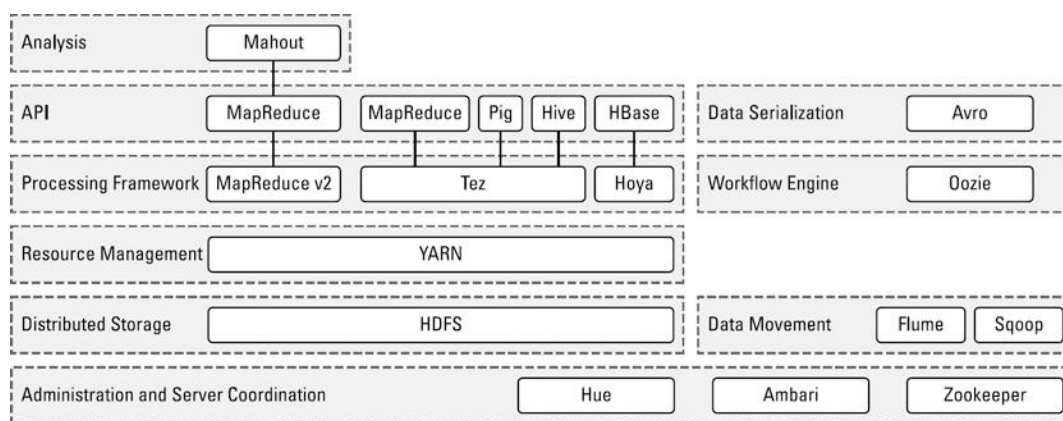 Analysis Mahout
API MapReduce MapReduce Pig Hive HBase Data Serialization Avro
Processing Framework MapReduce v2 Tez Hoya Workflow Engine Oozie
Resource Management YARN
Distributed Storage HDFS Data Movement Flume Sqoop
Administration and Server Coordination Hue Ambari Zookeeper